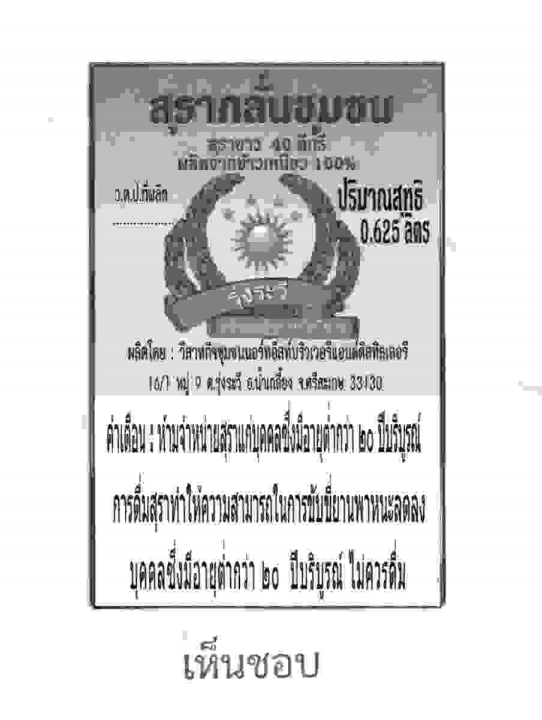 สุรากลั่นชุมชน
สุราขาว 40 ดีกรี
ผลิตจากข้าวเหนียว 100%
ว.ด.ป.ที่ผลิต
ปริมาณสุทธิ
0.625 ลิตร
รุ่งระวี
ผลิตโดย : วิสาหกิจชุมชนนอร์ทอีสท์บริวเวอรี่แอนด์ดิสทิลเลอรี่
16/1 หมู่ 9 ต.รุ่งระวี อ.น้ำเกลี้ยง จ.ศรีสะเกษ 33130
คำเตือน : ห้ามจำหน่ายสุราแก่บุคคลซึ่งมีอายุต่ำกว่า ๒๐ ปีบริบูรณ์
การดื่มสุราทำให้ความสามารถในการขับขี่ยานพาหนะลดลง
บุคคลซึ่งมีอายุต่ำกว่า ๒๐ ปีบริบูรณ์ ไม่ควรดื่ม
เห็นชอบ